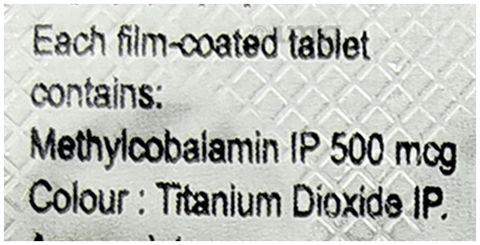 Each film-coated tablet
contains:
Methylcobalamin IP 500 mcg
Colour : Titanium Dioxide IP.